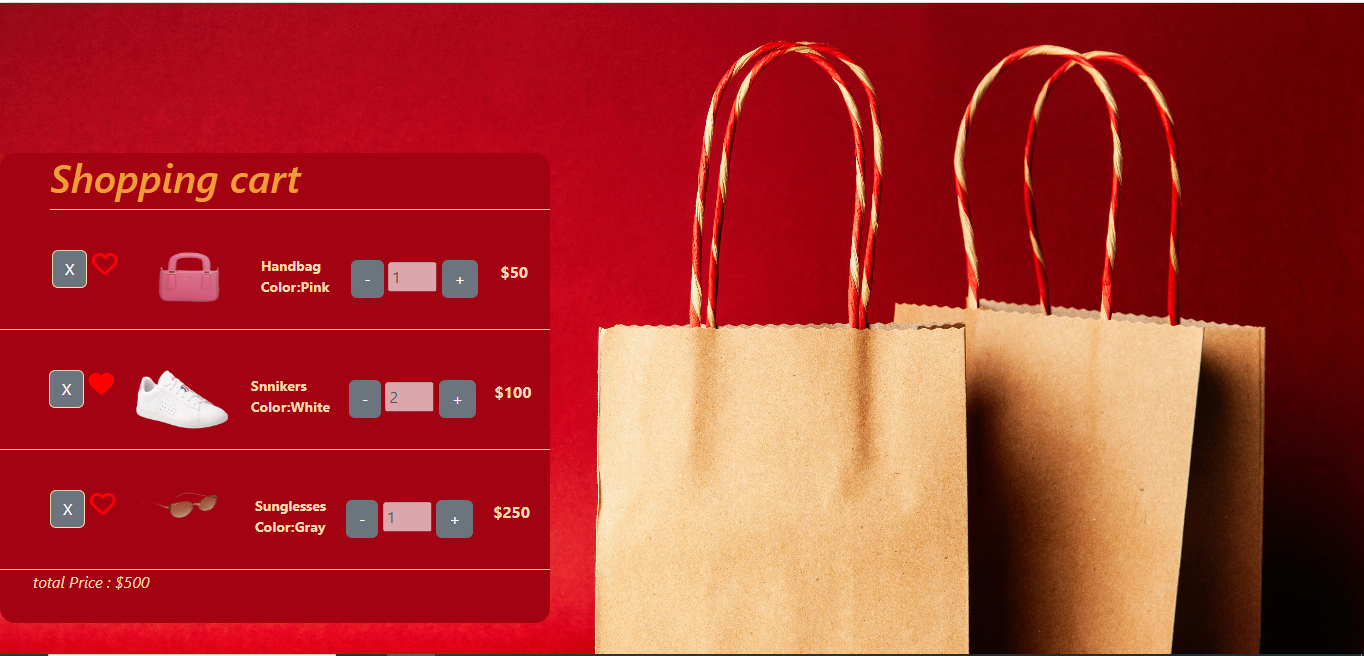 Shopping cart
X
Handbag
Color:Pink
- 1 +
$50
X
Snnikers
Color:White
- 2 +
$100
X
Sunglesses
Color:Gray
- 1 +
$250
total Price : $500